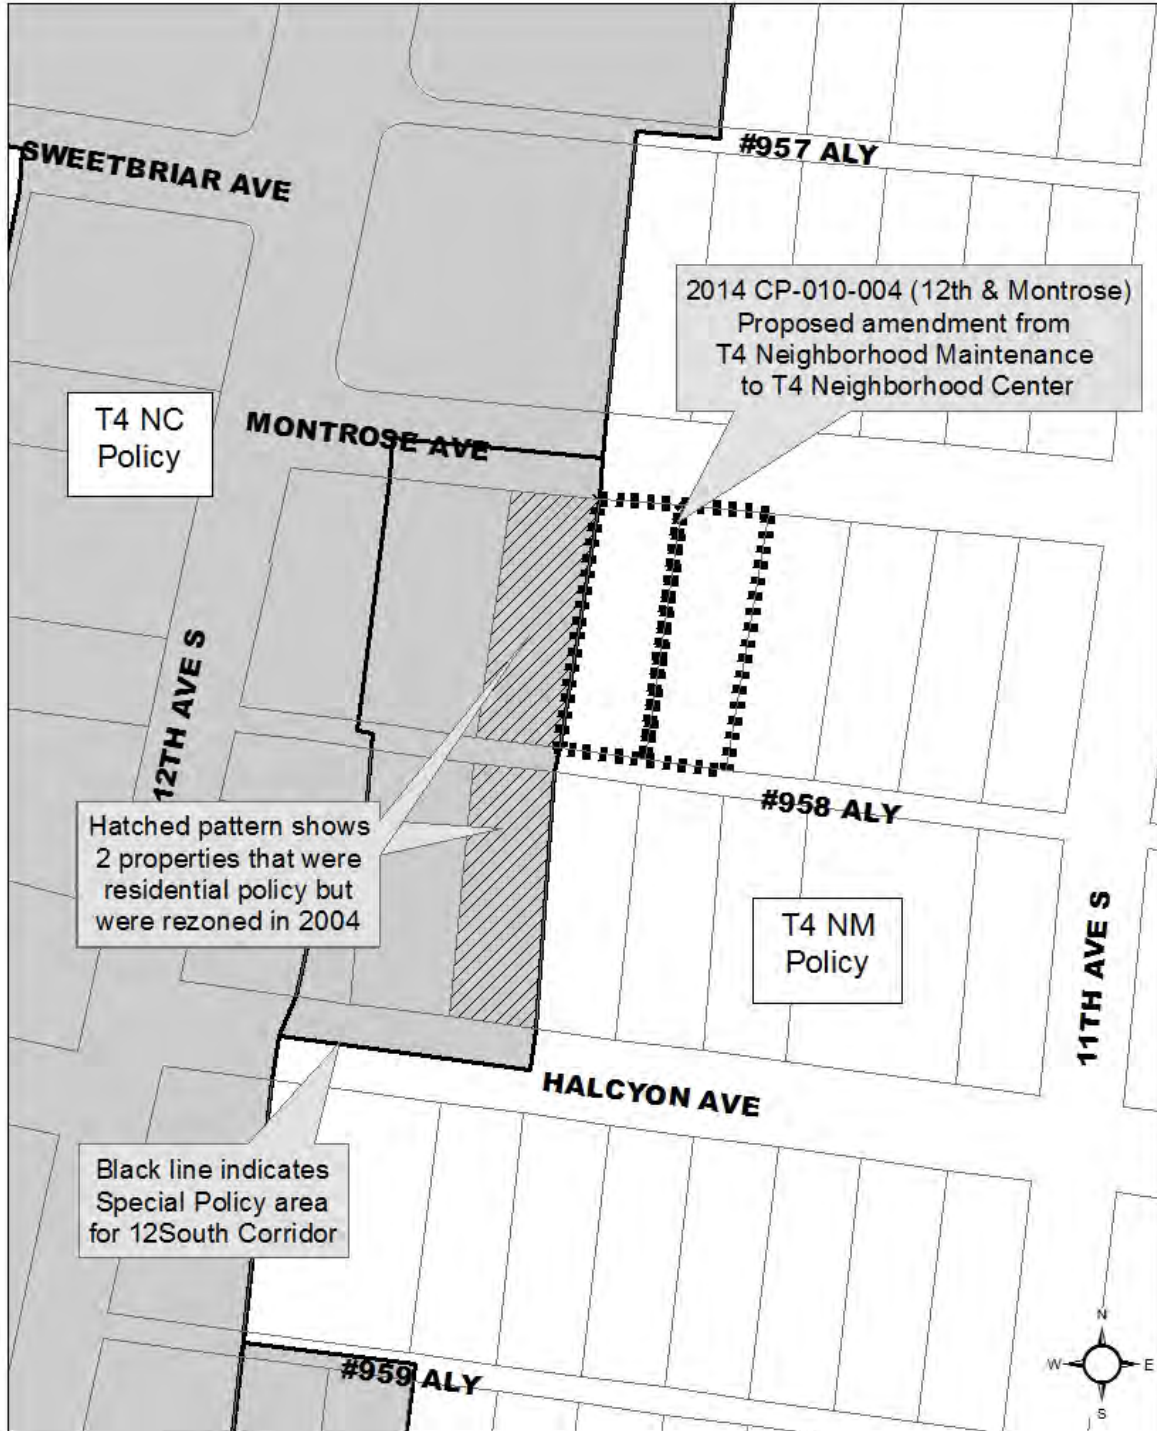 #957 ALY
SWEETBRIAR AVE
2014 CP-010-004 (12th & Montrose)
Proposed amendment from
T4 Neighborhood Maintenance
to T4 Neighborhood Center
T4 NC
Policy
MONTROSE AVE
12TH AVE S
#958 ALY
Hatched pattern shows
2 properties that were
residential policy but
were rezoned in 2004
T4 NM
Policy
11TH AVE S
HALCYON AVE
Black line indicates
Special Policy area
for 12South Corridor
#959 ALY
N
W
E
S